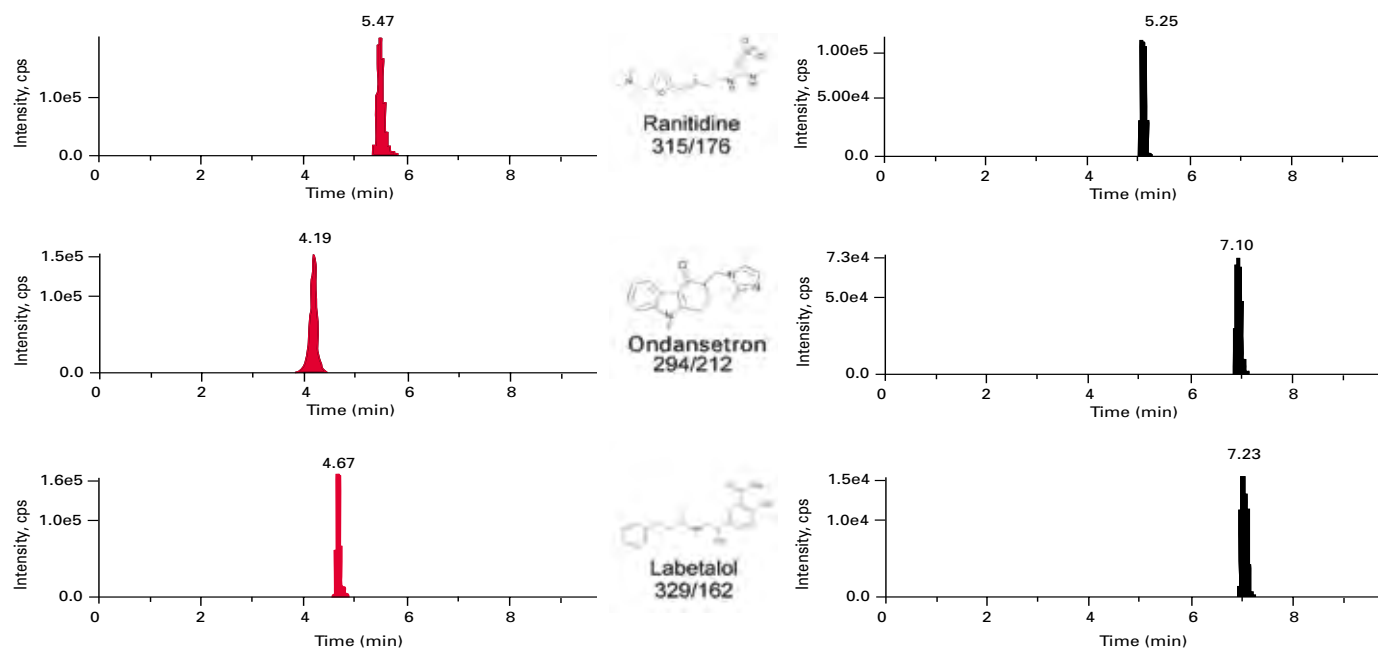 5.47
Intensity, cps
1.0e5
0.0
0 2 4 6 8
Time (min)
Ranitidine
315/176
5.25
Intensity, cps
1.00e5
5.00e4
0.0
0 2 4 6 8
Time (min)
4.19
Intensity, cps
1.5e5
1.0e5
0.0
0 2 4 6 8
Time (min)
Ondansetron
294/212
7.10
Intensity, cps
7.3e4
5.0e4
0.0
0 2 4 6 8
Time (min)
4.67
Intensity, cps
1.6e5
1.0e5
0.0
0 2 4 6 8
Time (min)
Labetalol
329/162
7.23
Intensity, cps
1.5e4
1.0e4
0.0
0 2 4 6 8
Time (min)